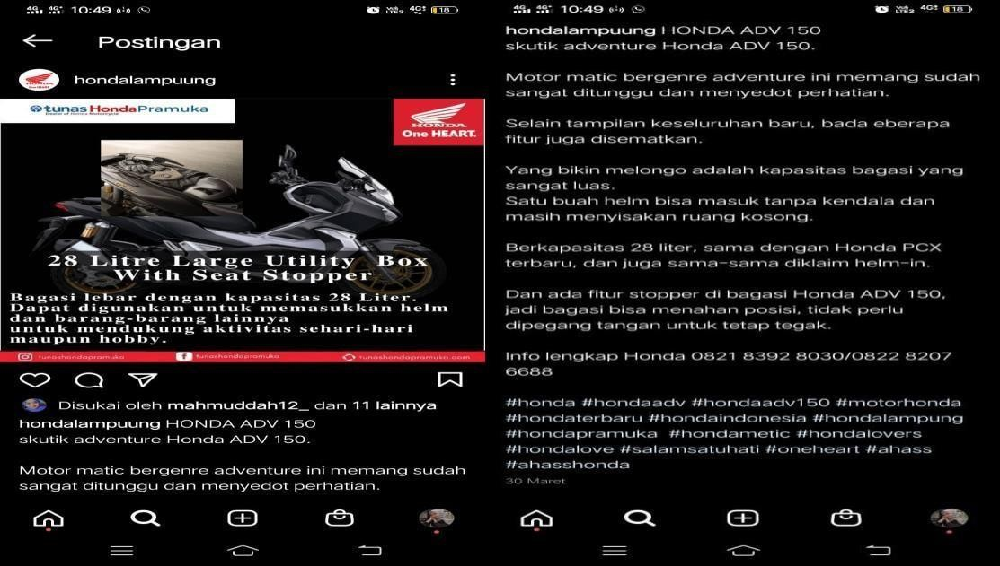 10:49
18
Postingan
hondalampuung
tunas Honda Pramuka
Dealer of Honda Motorcycle
HONDA
One HEART.
28 Litre Large Utility Box
With Seat Stopper
Bagasi lebar dengan kapasitas 28 Liter.
Dapat digunakan untuk memasukkan helm
dan barang-barang lainnya
untuk mendukung aktivitas sehari-hari
maupun hobby.
tunashondapramuka
tunashondapramuka
tunashondapramuka.com
Disukai oleh mahmuddah12_ dan 11 lainnya
hondalampuung HONDA ADV 150
skutik adventure Honda ADV 150.
Motor matic bergenre adventure ini memang sudah
sangat ditunggu dan menyedot perhatian.
10:49
18
hondalampuung HONDA ADV 150
skutik adventure Honda ADV 150.
Motor matic bergenre adventure ini memang sudah
sangat ditunggu dan menyedot perhatian.
Selain tampilan keseluruhan baru, bada eberapa
fitur juga disematkan.
Yang bikin melongo adalah kapasitas bagasi yang
sangat luas.
Satu buah helm bisa masuk tanpa kendala dan
masih menyisakan ruang kosong.
Berkapasitas 28 liter, sama dengan Honda PCX
terbaru, dan juga sama-sama diklaim helm-in.
Dan ada fitur stopper di bagasi Honda ADV 150,
jadi bagasi bisa menahan posisi, tidak perlu
dipegang tangan untuk tetap tegak.
Info lengkap Honda 0821 8392 8030/0822 8207
6688
#honda #hondaadv #hondaadv150 #motorhonda
#hondaterbaru #hondaindonesia #hondalampung
#hondapramuka #hondametic #hondalovers
#hondalove #salamsatuhati #oneheart #ahass
#ahasshonda
30 Maret